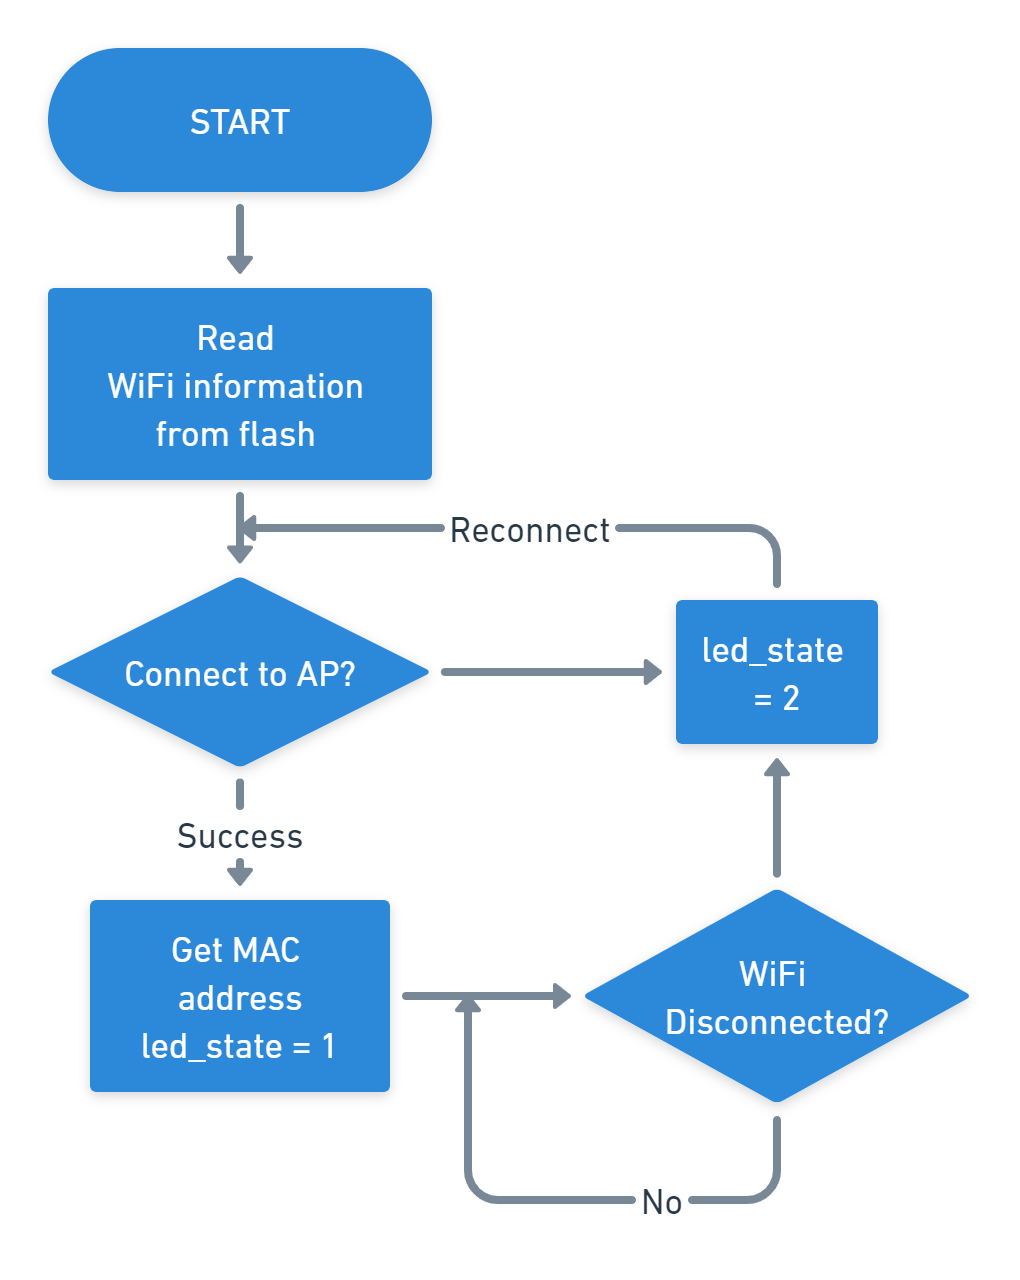 START
Read
WiFi information
from flash
Reconnect
Connect to AP?
led_state
= 2
Success
Get MAC
address
led_state = 1
WiFi
Disconnected?
No